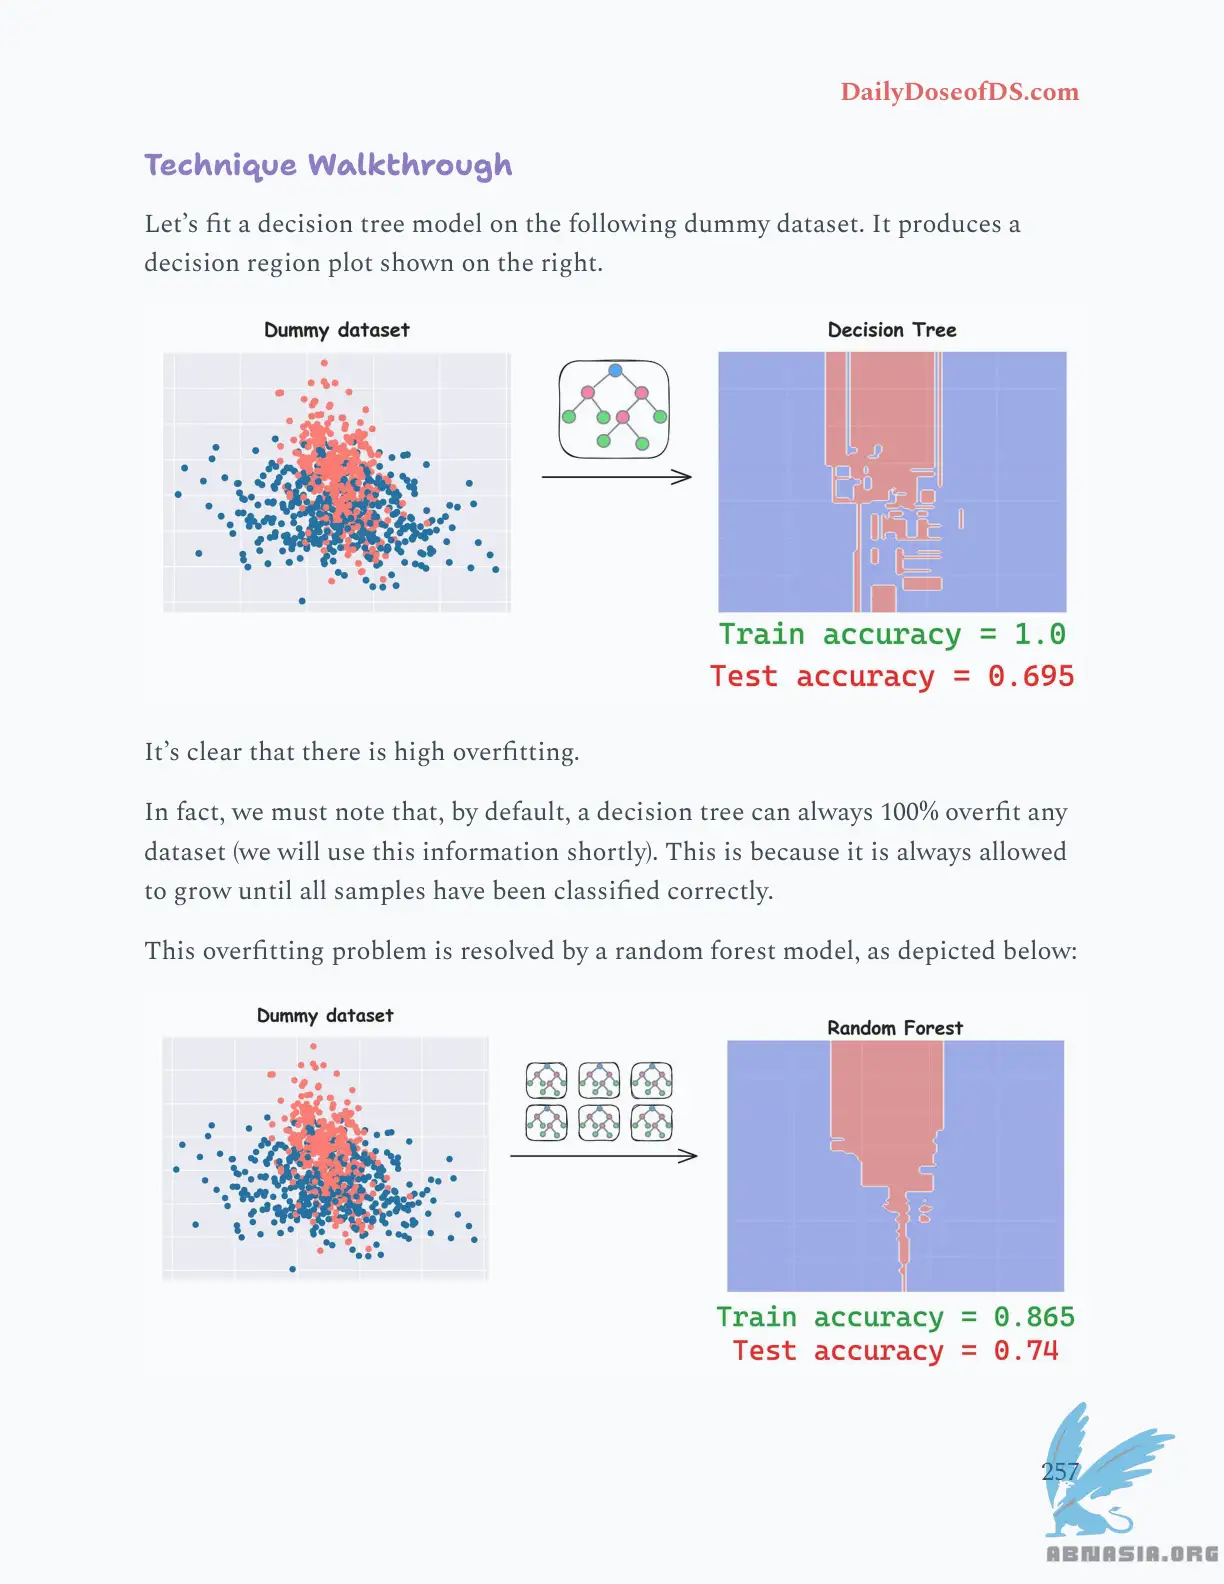 DailyDoseofDS.com
Technique Walkthrough
Let’s fit a decision tree model on the following dummy dataset. It produces a
decision region plot shown on the right.
Dummy dataset
Decision Tree
Train accuracy = 1.0
Test accuracy = 0.695
It’s clear that there is high overfitting.
In fact, we must note that, by default, a decision tree can always 100% overfit any
dataset (we will use this information shortly). This is because it is always allowed
to grow until all samples have been classified correctly.
This overfitting problem is resolved by a random forest model, as depicted below:
Dummy dataset
Random Forest
Train accuracy = 0.865
Test accuracy = 0.74
257
ABNASIA.ORG